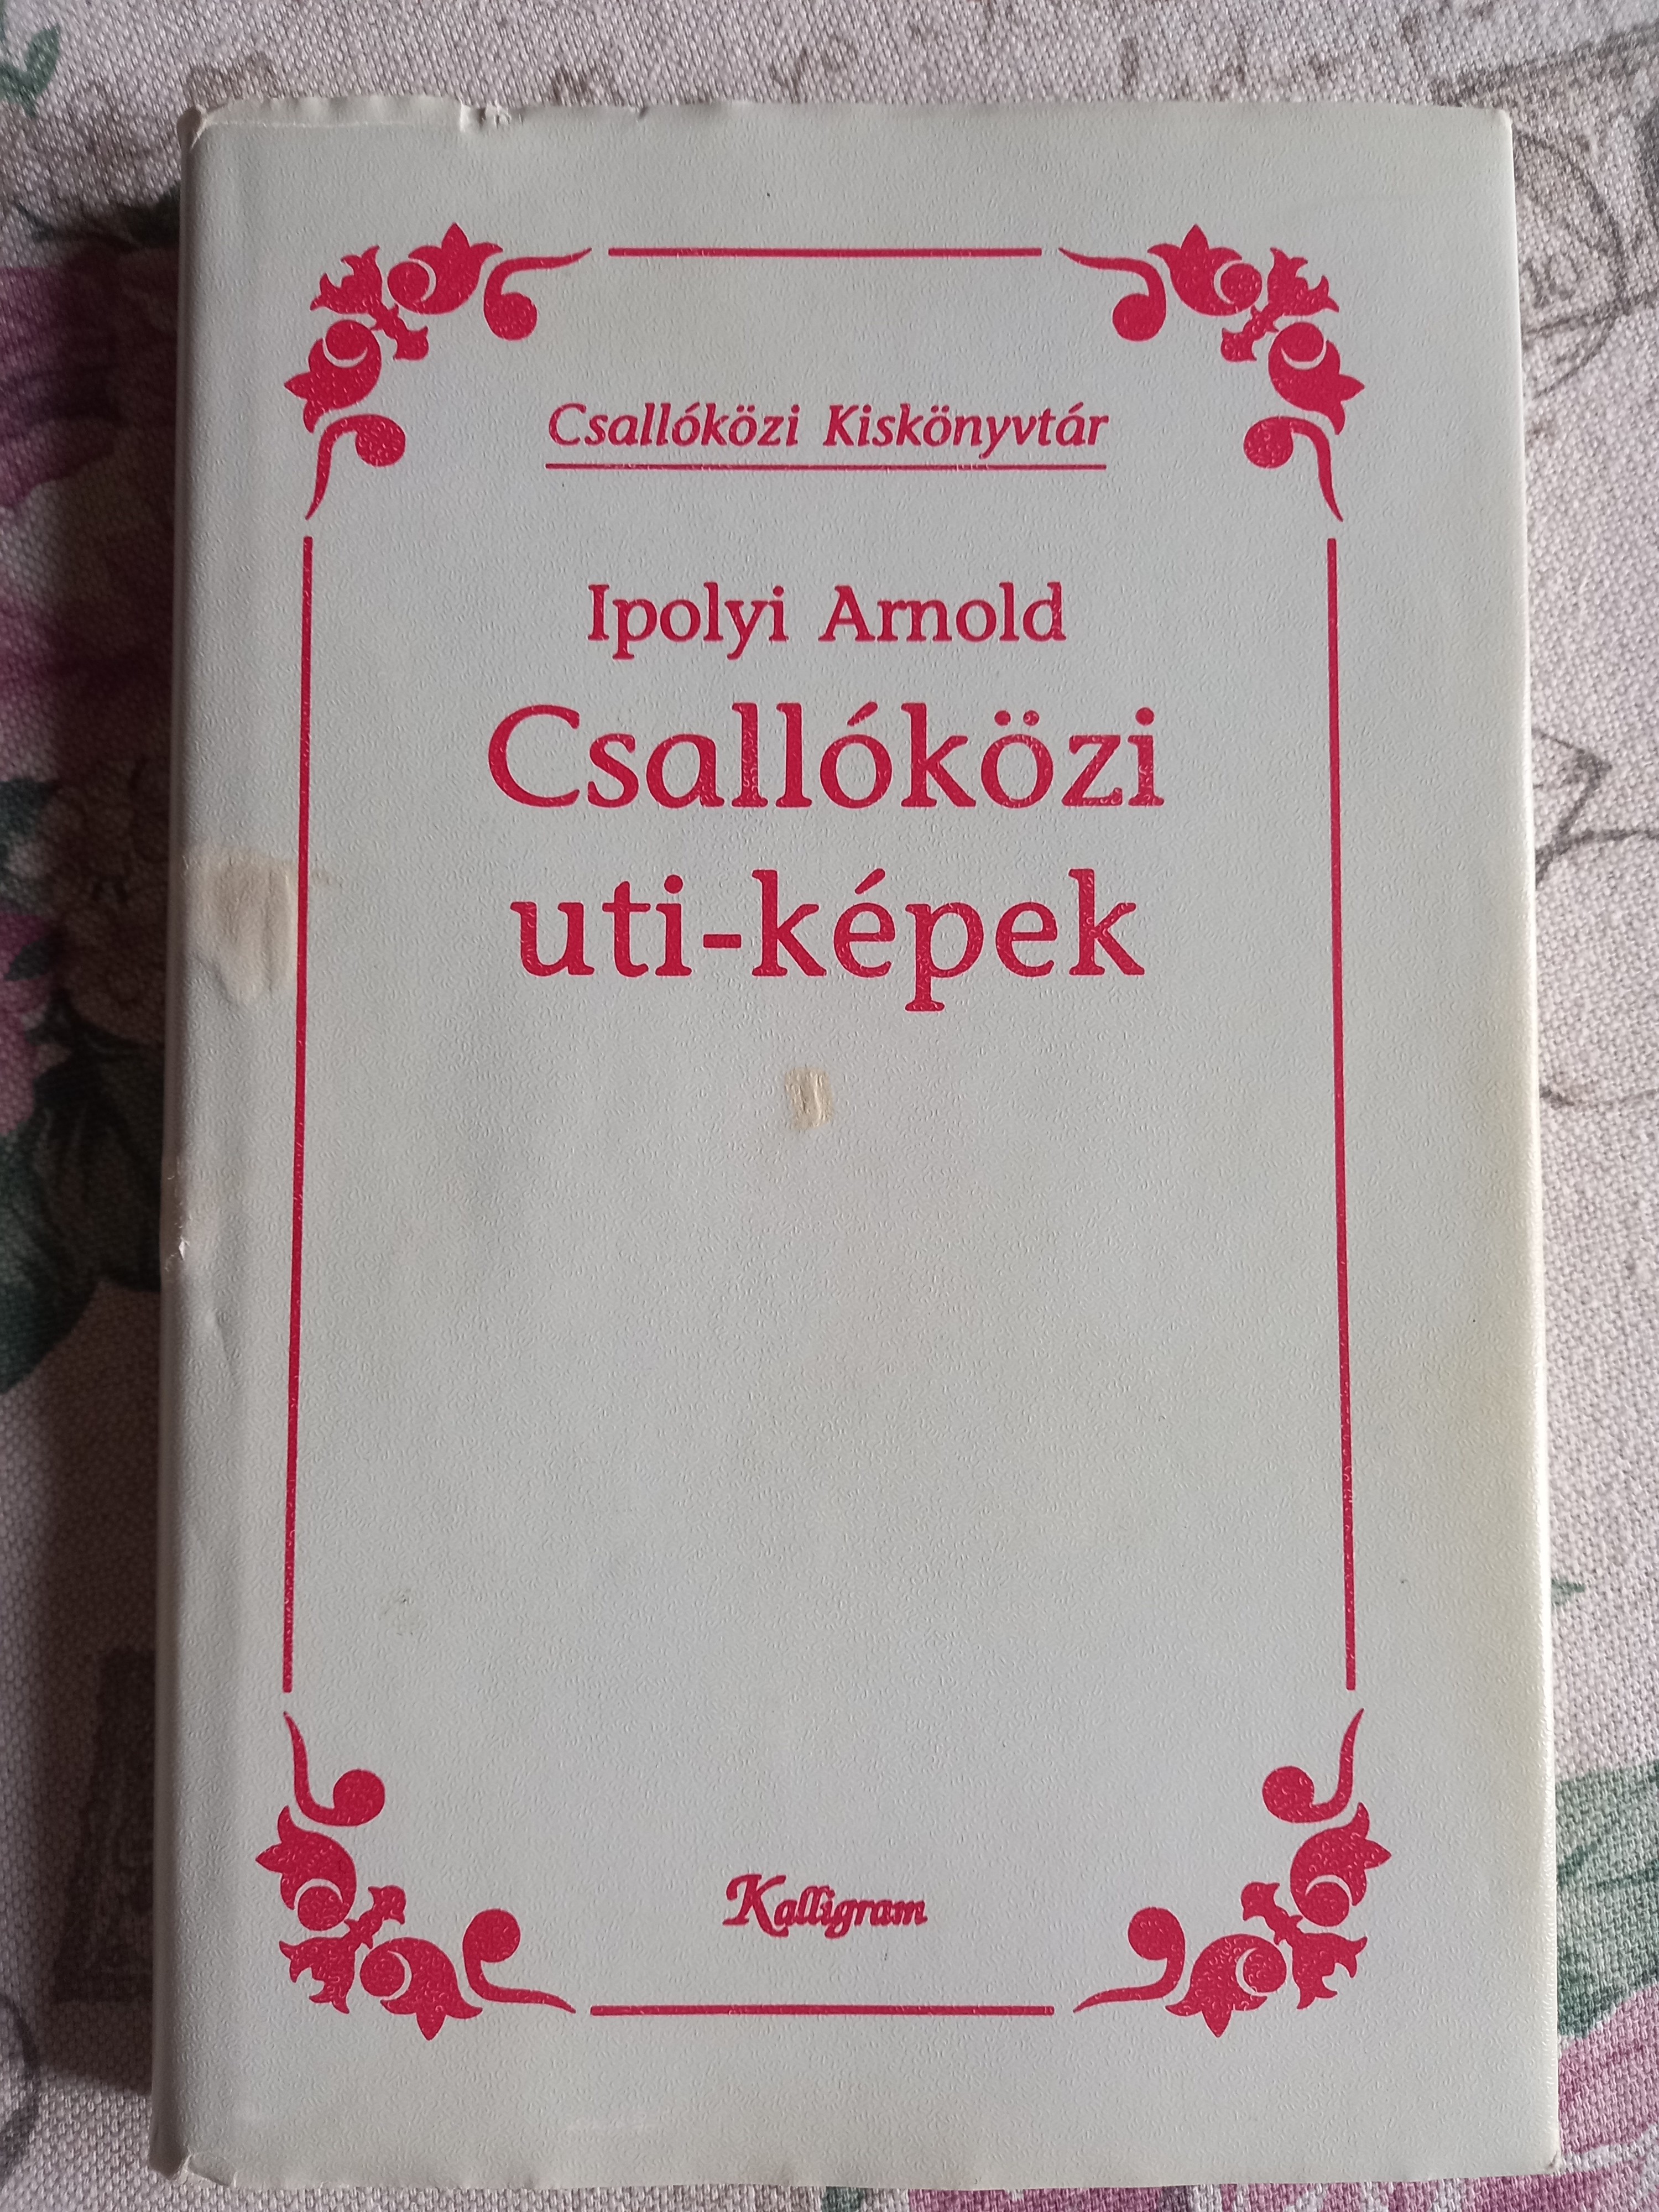 Csallóközi Kiskönyvtár
Ipolyi Arnold
Csallóközi
uti-képek
Kalligram